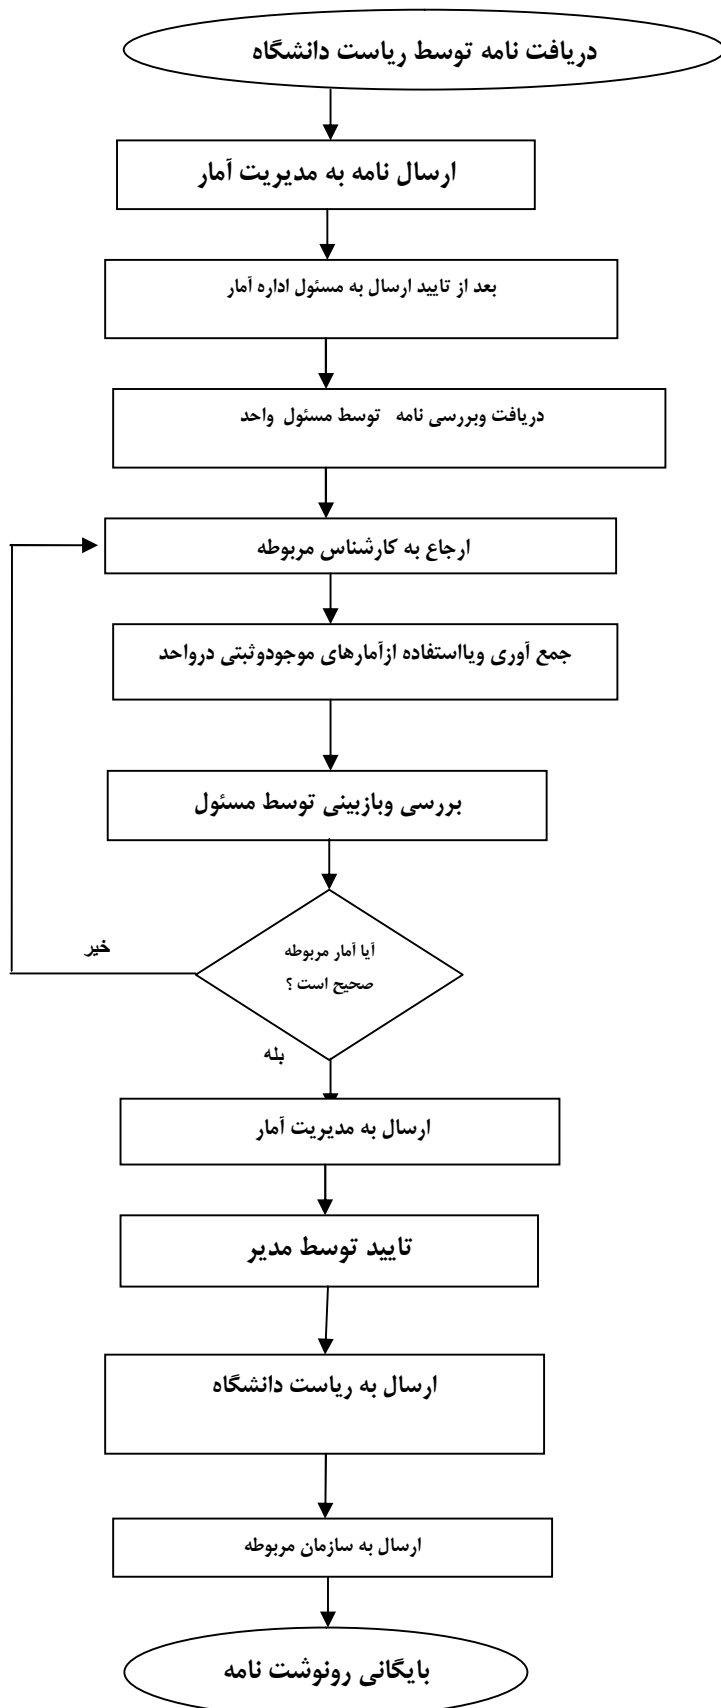 دریافت نامه توسط ریاست دانشگاه
ارسال نامه به مدیریت آمار
بعد از تایید ارسال به مسئول اداره آمار
دریافت وبررسی نامه توسط مسئول واحد
ارجاع به کارشناس مربوطه
جمع آوری ویااستفاده ازآمارهای موجودوثبتی درواحد
بررسی وبازبینی توسط مسئول
آیا آمار مربوطه
صحیح است ؟
خیر
بله
ارسال به مدیریت آمار
تایید توسط مدیر
ارسال به ریاست دانشگاه
ارسال به سازمان مربوطه
بایگانی رونوشت نامه